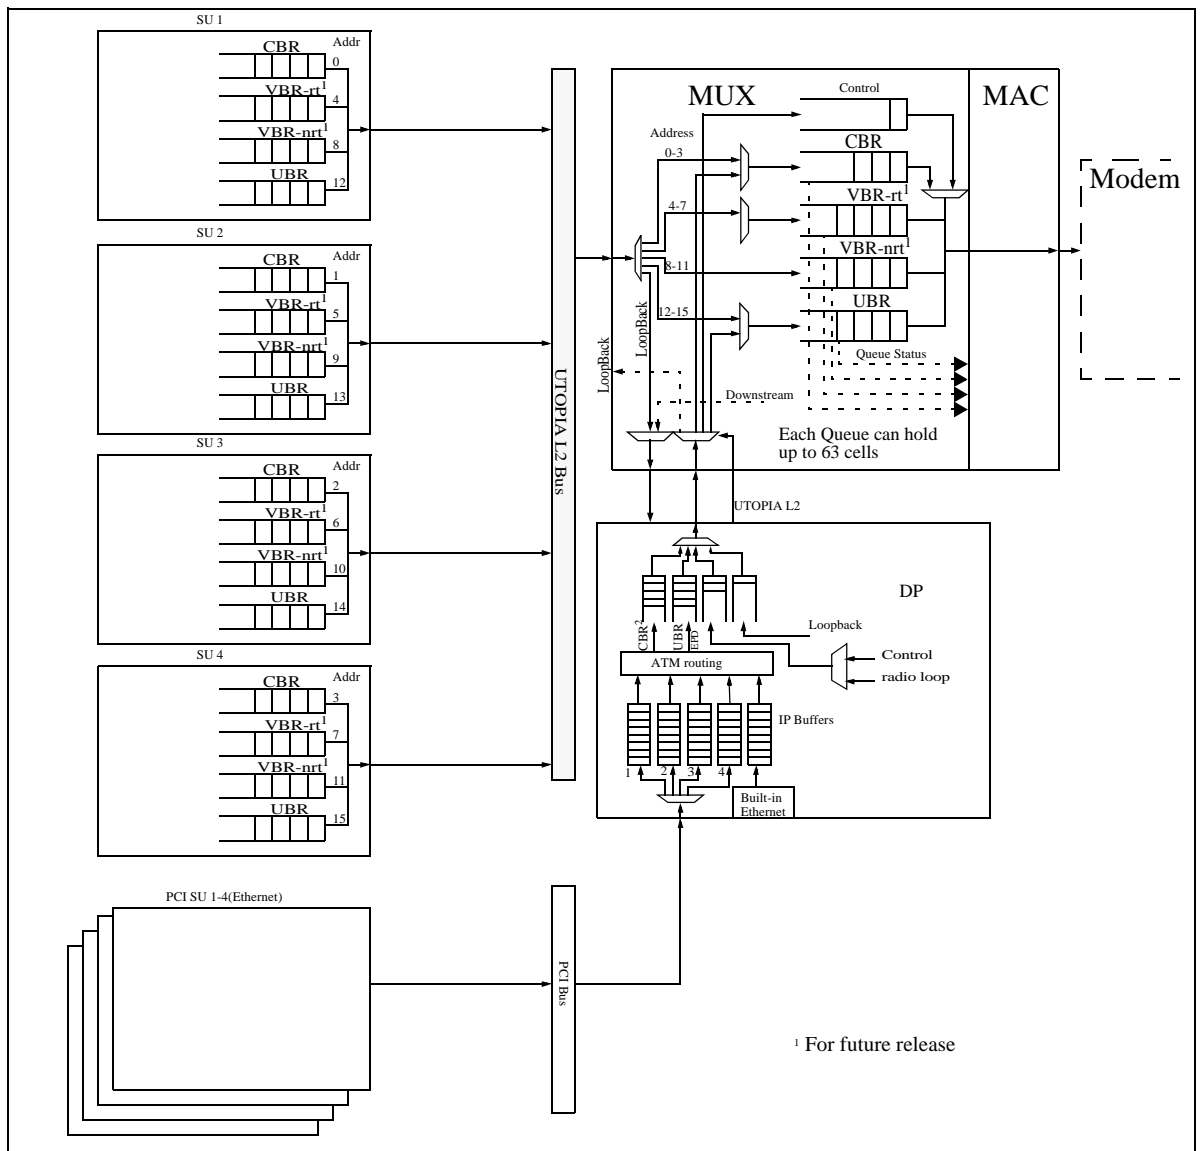 SU 1
CBR
Addr
0
VBR-rt1
4
VBR-nrt1
8
UBR
12
SU 2
CBR
Addr
1
VBR-rt1
5
VBR-nrt1
9
UBR
13
SU 3
CBR
Addr
2
VBR-rt1
6
VBR-nrt1
10
UBR
14
SU 4
CBR
Addr
3
VBR-rt1
7
VBR-nrt1
11
UBR
15
PCI SU 1-4(Ethernet)
UTOPIA L2 Bus
PCI Bus
MUX
MAC
Modem
Control
Address
0-3
CBR
4-7
VBR-rt1
8-11
VBR-nrt1
12-15
UBR
LoopBack
LoopBack
Queue Status
Downstream
Each Queue can hold
up to 63 cells
UTOPIA L2
DP
CBR2
UBR
EPD
Loopback
ATM routing
Control
radio loop
IP Buffers
1
2
3
4
Built-in
Ethernet
1 For future release